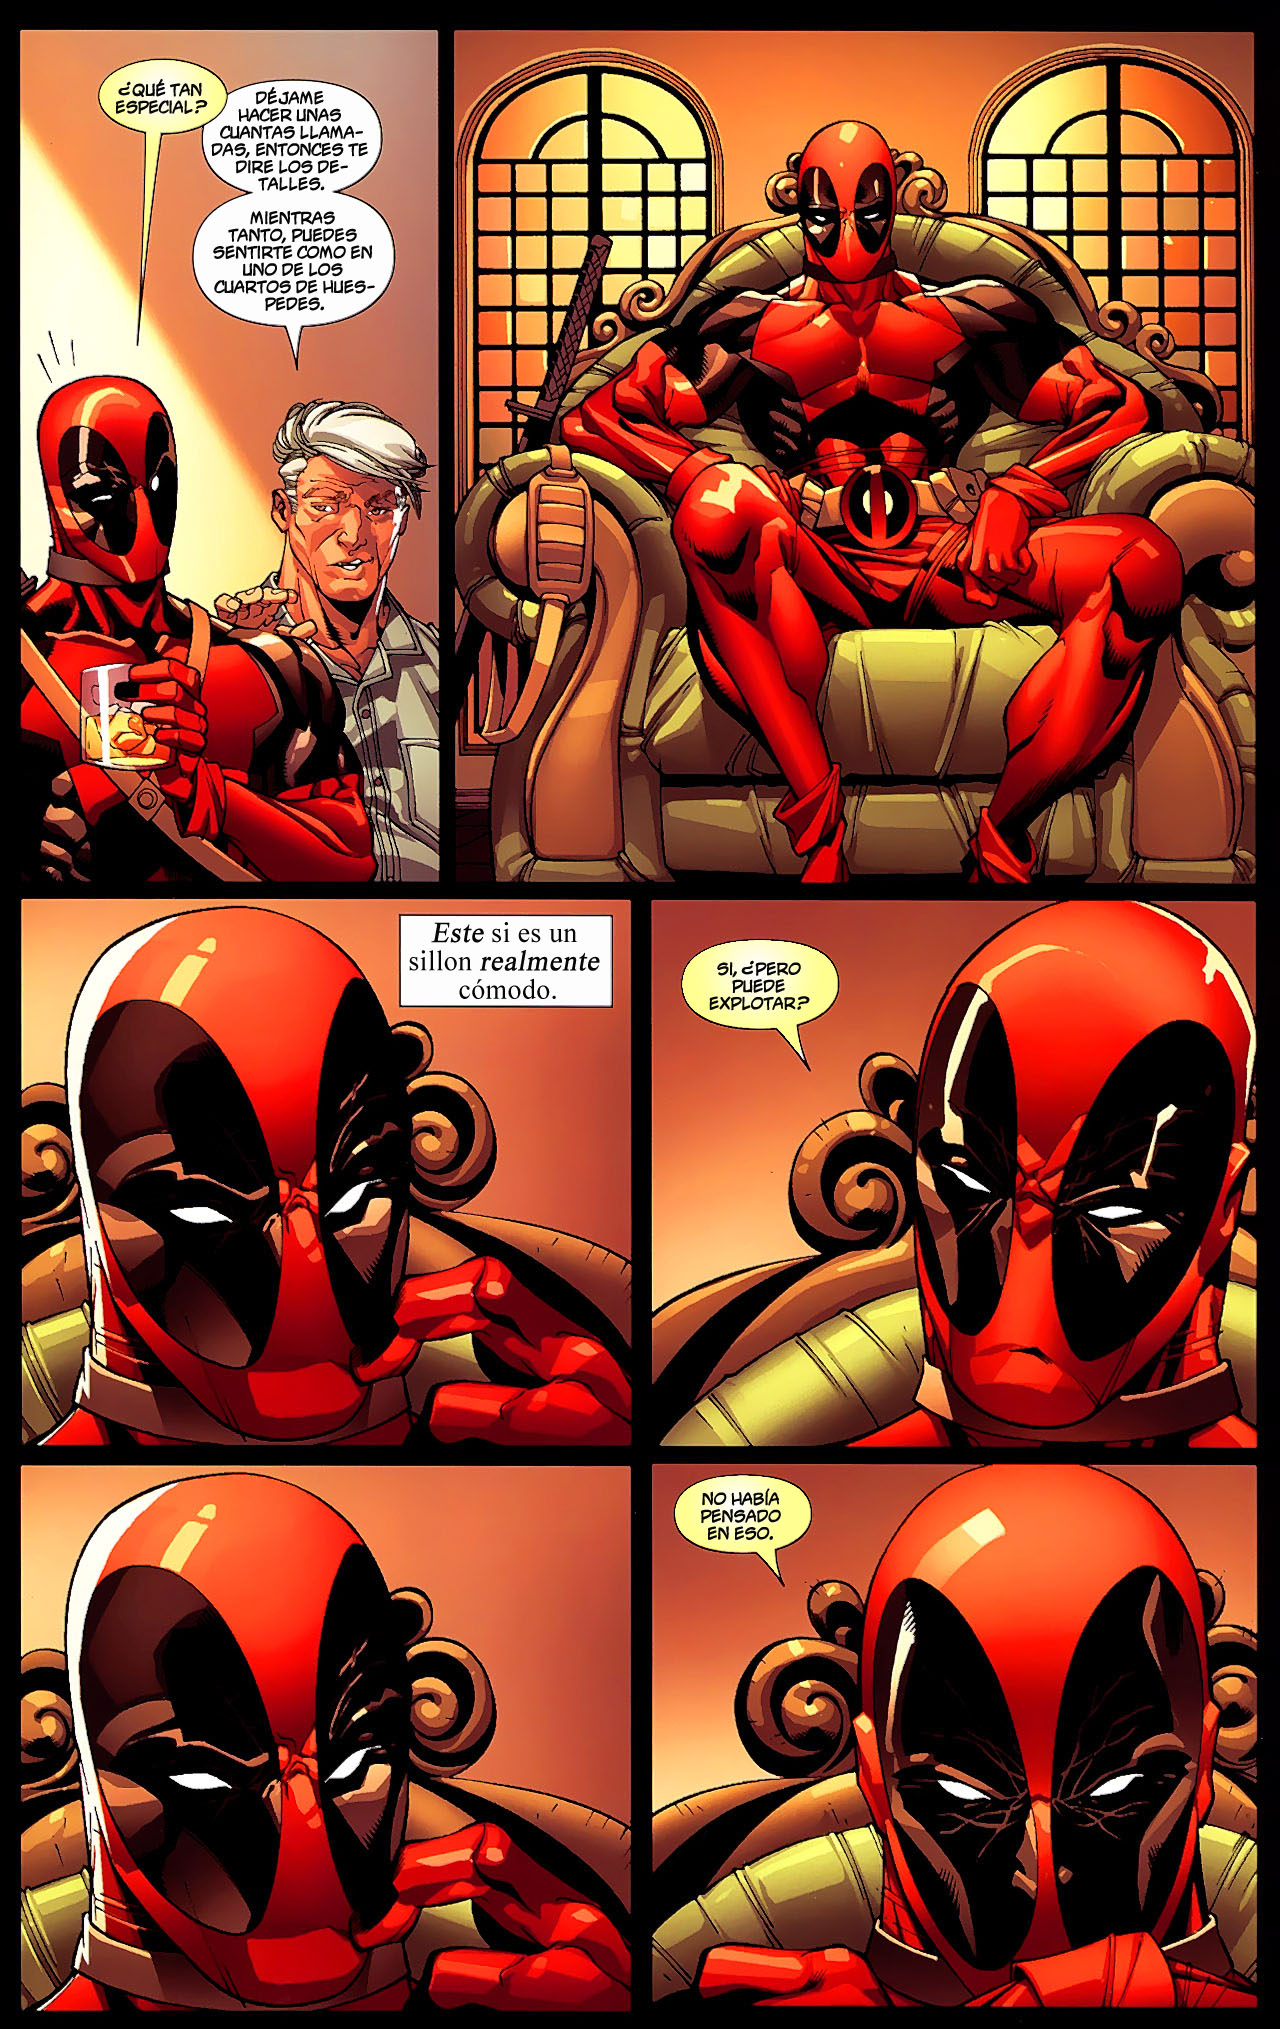 ¿QUÉ TAN
ESPECIAL?
DÉJAME
HACER UNAS
CUANTAS LLAMA-
DAS, ENTONCES TE
DIRE LOS DE-
TALLES.
MIENTRAS
TANTO, PUEDES
SENTIRTE COMO EN
UNO DE LOS
CUARTOS DE HUES-
PEDES.
Este si es un
sillon realmente
cómodo.
SI, ¿PERO
PUEDE
EXPLOTAR?
NO HABÍA
PENSADO
EN ESO.